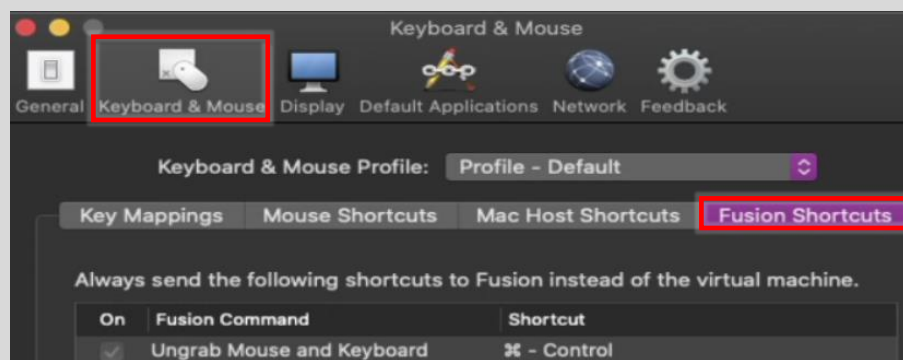 Keyboard & Mouse
General Keyboard & Mouse Display Default Applications Network Feedback
Keyboard & Mouse Profile: Profile - Default
Key Mappings Mouse Shortcuts Mac Host Shortcuts Fusion Shortcuts
Always send the following shortcuts to Fusion instead of the virtual machine.
On Fusion Command Shortcut
Ungrab Mouse and Keyboard ⌘ - Control